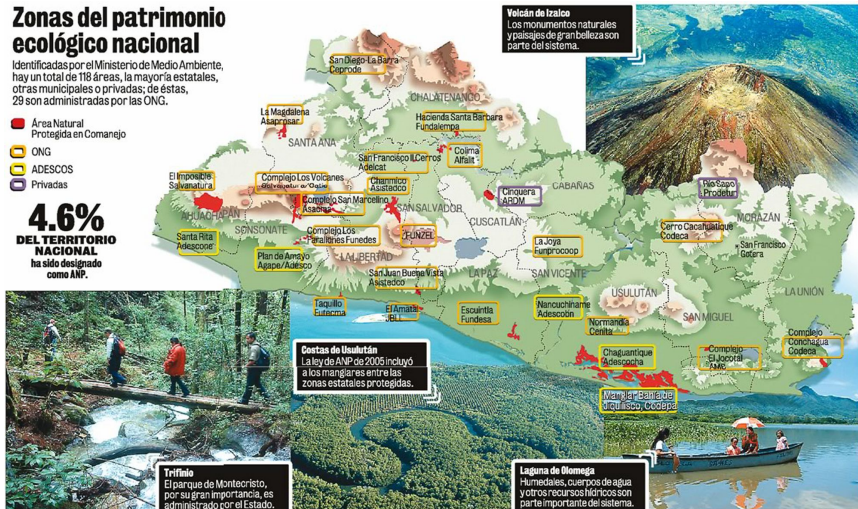 Zonas del patrimonio
ecológico nacional
Identificadas por el Ministerio de Medio Ambiente,
hay un total de 118 áreas, la mayoría estatales,
otras municipales o privadas; de éstas,
29 son administradas por las ONG.
Área Natural
Protegida en Comanejo
ONG
ADESCOS
Privadas
4.6%
DEL TERRITORIO
NACIONAL
ha sido designado
como ANP.
Volcán de Izalco
Los monumentos naturales
y paisajes de gran belleza son
parte del sistema.
San Diego-La Barra
Ceprode
CHALATENANGO
La Magdalena
Asaprosar
Hacienda Santa Bárbara
Fundalempa
SANTA ANA
Colima
Alfalit
San Francisco II Cerros
Adelcat
El Imposible
Salvanatura
Complejo Los Volcanes
Chanmico
Asistedco
CABAÑAS
Cinquera
ARDM
Río Sapo
Prodetur
Complejo San Marcelino
Asacma
AHUACHAPÁN
SAN SALVADOR
CUSCATLÁN
MORAZÁN
SONSONATE
Complejo Los
Farallones Funedes
FUNZEL
Cerro Cacahuatique
Codeca
Santa Rita
Adescone
La Joya
Funprocoop
San Francisco
Gotera
LA LIBERTAD
Plan de Amayo
Agape/Adesco
San Juan Buena Vista
Asistedco
LA PAZ
SAN VICENTE
USULUTÁN
LA UNIÓN
Taquillo
Futecma
El Amatal
Escuintla
Fundesa
Nancuchiname
Adescobn
SAN MIGUEL
Normandía
Cenita
Complejo
Conchagua
Codeca
Chaguantique
Adescocha
Complejo
El Jocotal
Manglar Bahía de
Jiquilisco, Codepa
Costas de Usulután
La ley de ANP de 2005 incluyó
a los manglares entre las
zonas estatales protegidas.
Trifinio
El parque de Montecristo,
por su gran importancia, es
administrado por el Estado.
Laguna de Olomega
Humedales, cuerpos de agua
y otros recursos hídricos son
parte importante del sistema.